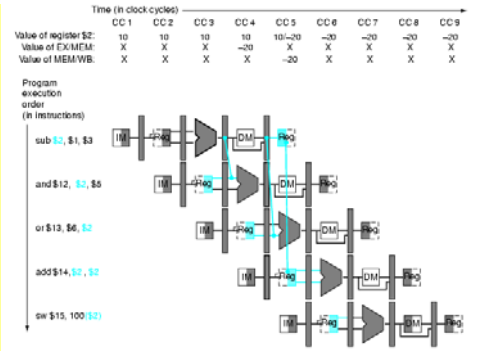 Time (in clock cycles)
CC 1 CC 2 CC 3 CC 4 CC 5 CC 6 CC 7 CC 8 CC 9
Value of register $2: 10 10 10 10 10/–20 –20 –20 –20 –20
Value of EX/MEM: X X X –20 X X X X X
Value of MEM/WB: X X X X –20 X X X X
Program
execution
order
(in instructions)
sub $2, $1, $3
IM Reg DM Reg
and $12, $2, $5
IM Reg DM Reg
or $13, $6, $2
IM Reg DM Reg
add $14, $2, $2
IM Reg DM Reg
sw $15, 100($2)
IM Reg DM Reg